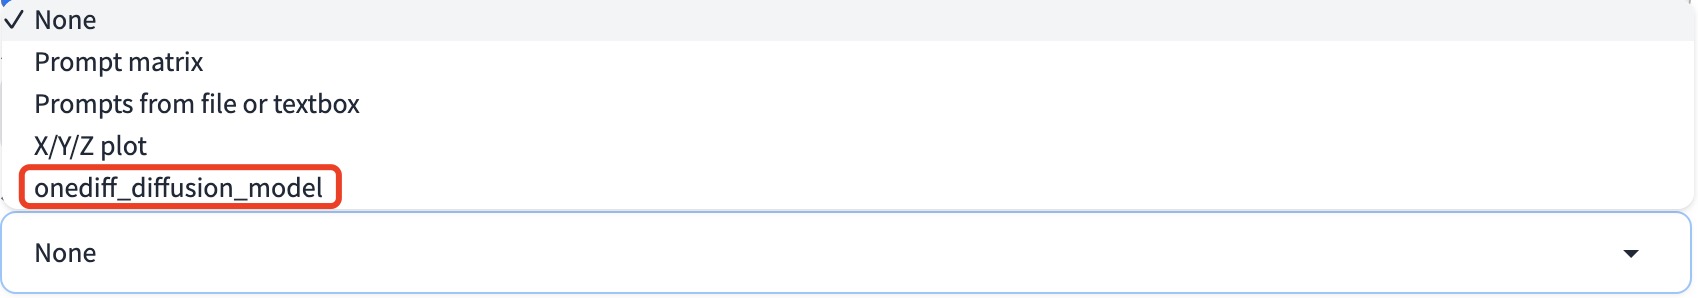 ✓ None
Prompt matrix
Prompts from file or textbox
X/Y/Z plot
onediff_diffusion_model
None